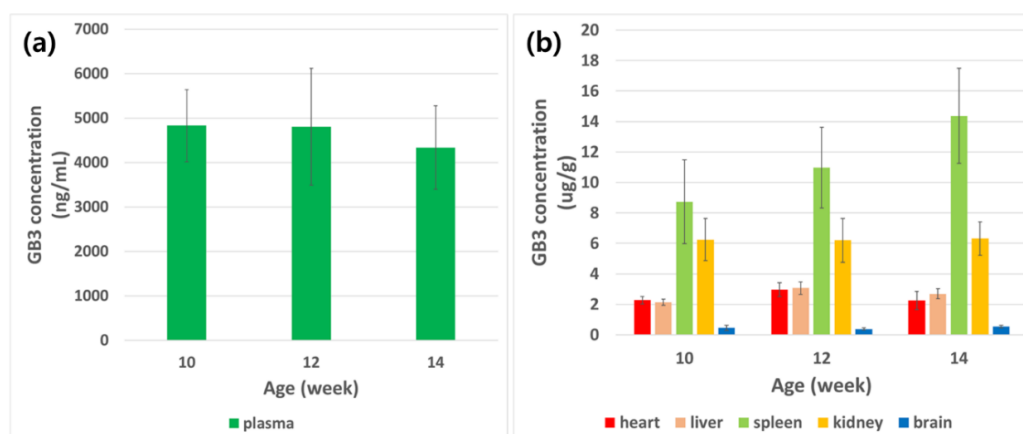 (a)
7000
6000
5000
4000
3000
2000
1000
0
GB3 concentration
(ng/mL)
10 12 14
Age (week)
plasma
(b)
20
18
16
14
12
10
8
6
4
2
0
GB3 concentration
(ug/g)
10 12 14
Age (week)
heart liver spleen kidney brain